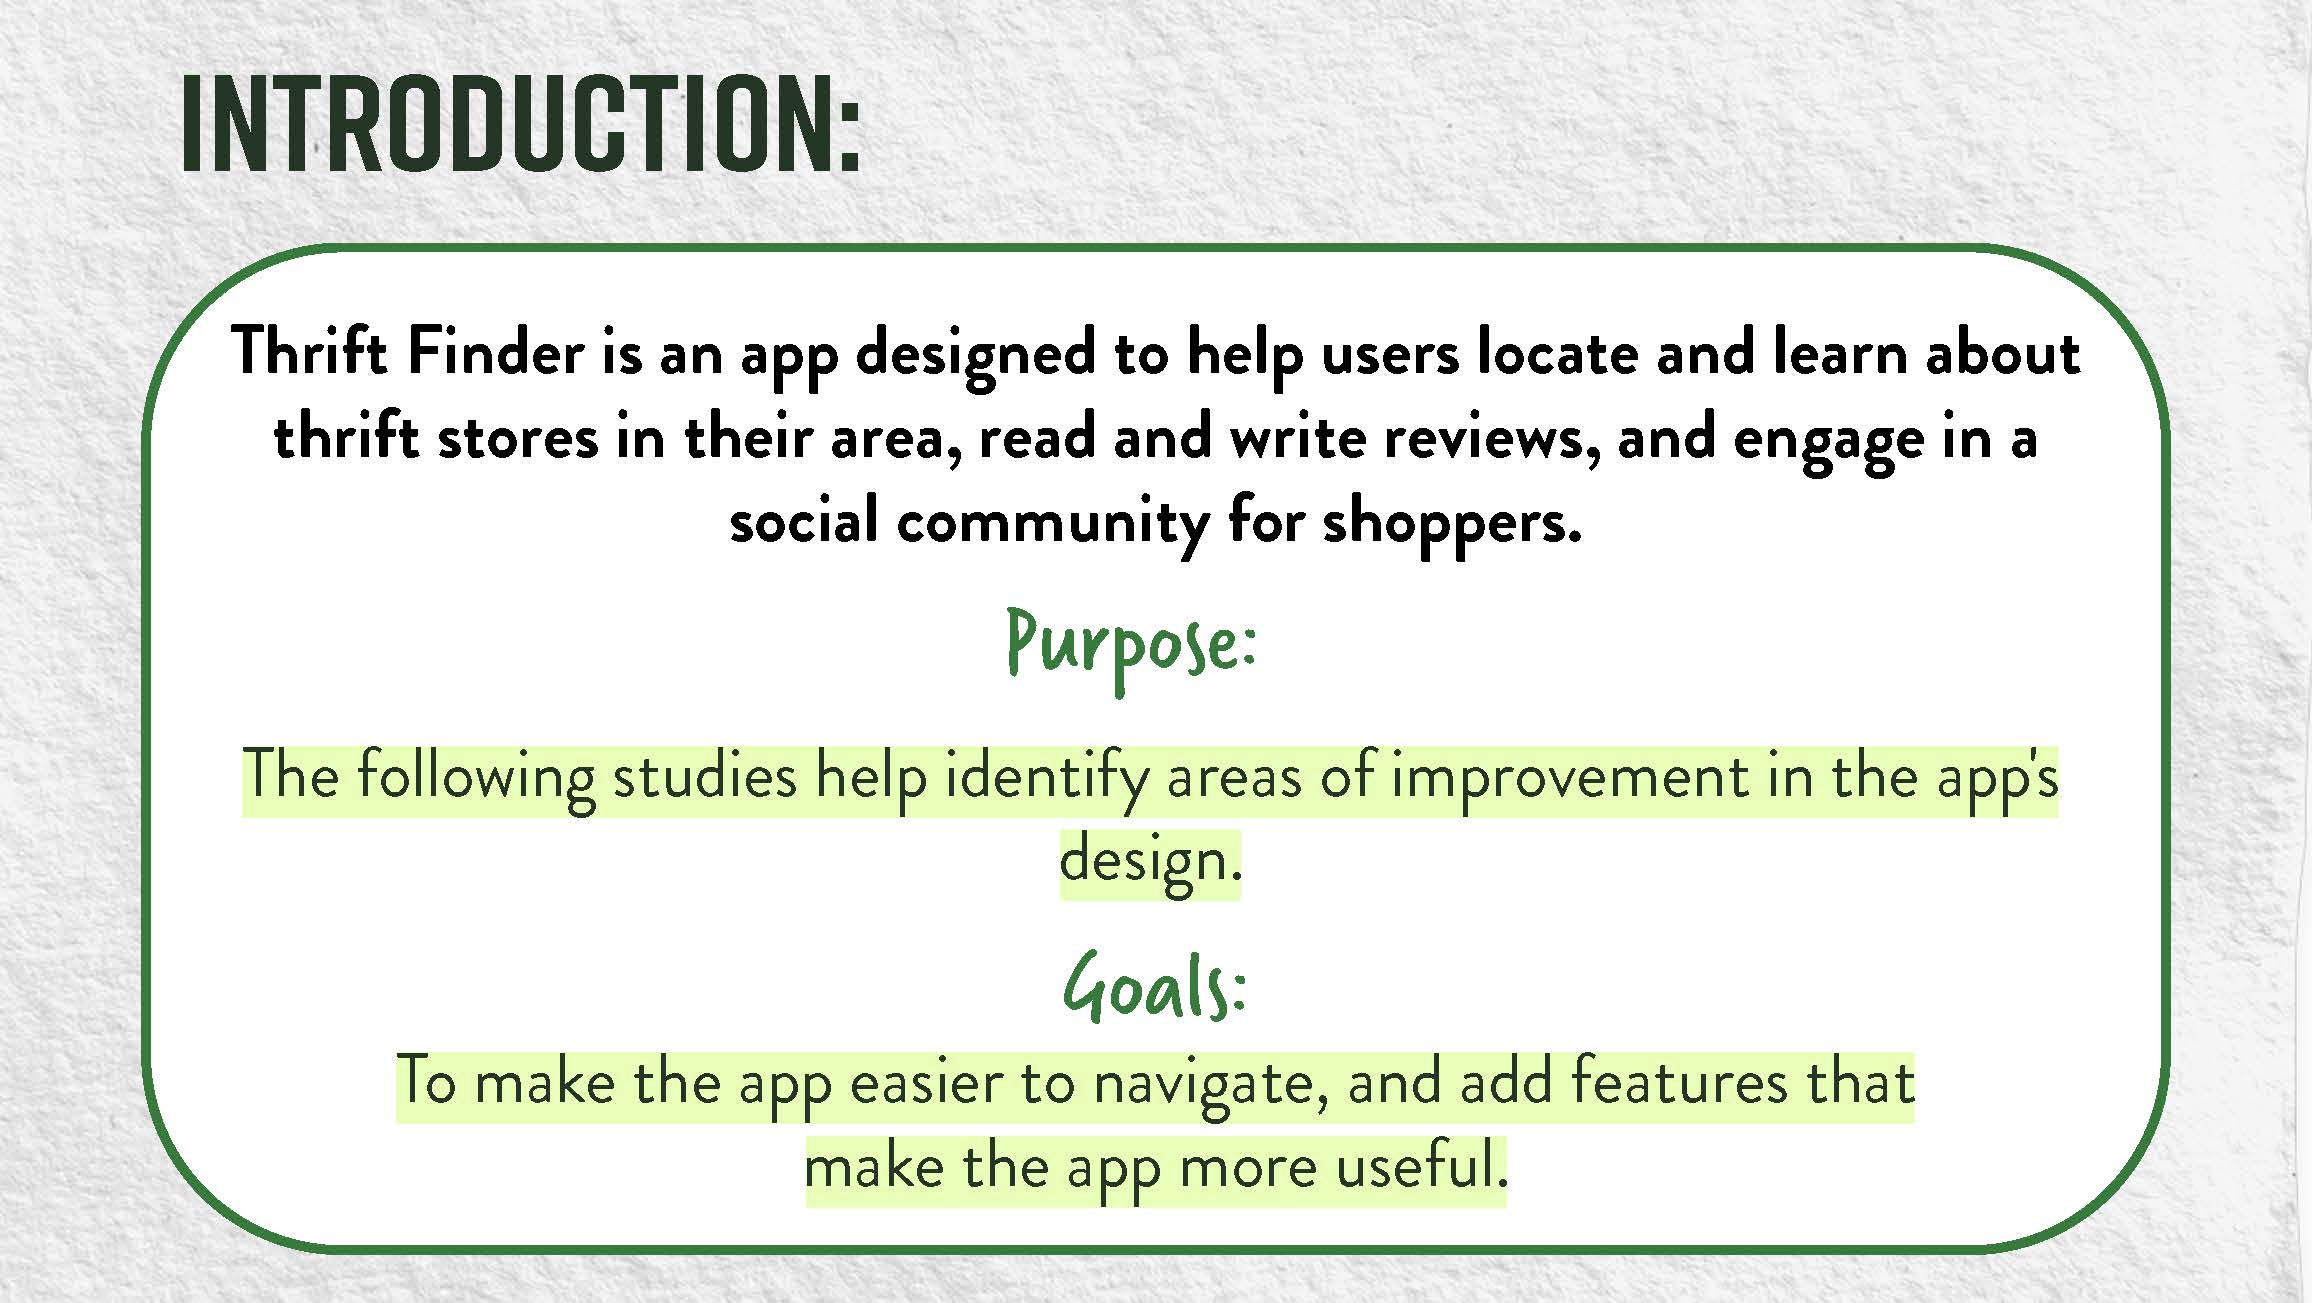 INTRODUCTION:
Thrift Finder is an app designed to help users locate and learn about
thrift stores in their area, read and write reviews, and engage in a
social community for shoppers.
Purpose:
The following studies help identify areas of improvement in the app's
design.
Goals:
To make the app easier to navigate, and add features that
make the app more useful.